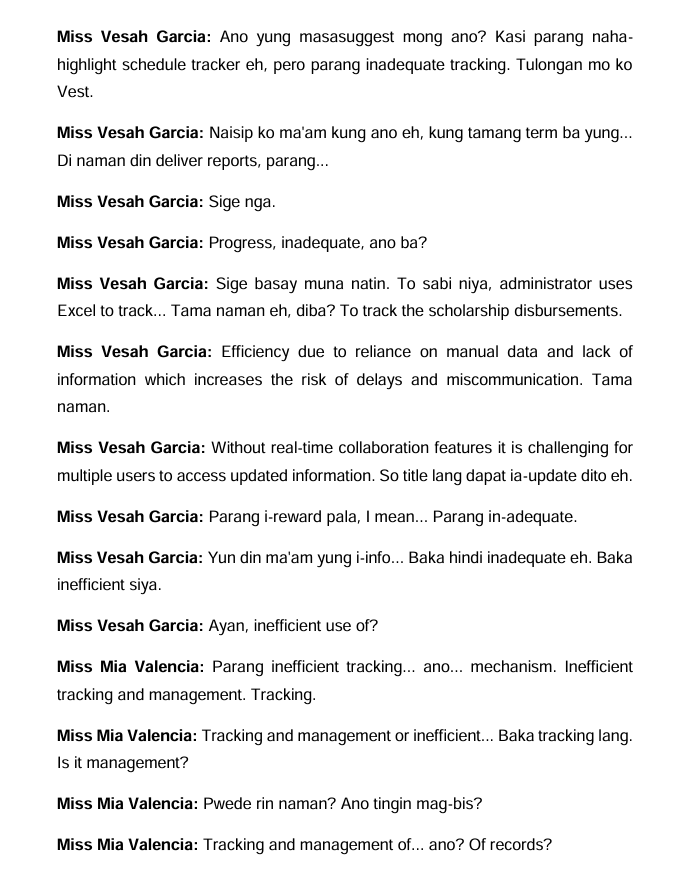 Miss Vesah Garcia: Ano yung masasuggest mong ano? Kasi parang naha-
highlight schedule tracker eh, pero parang inadequate tracking. Tulongan mo ko
Vest.
Miss Vesah Garcia: Naisip ko ma'am kung ano eh, kung tamang term ba yung...
Di naman din deliver reports, parang...
Miss Vesah Garcia: Sige nga.
Miss Vesah Garcia: Progress, inadequate, ano ba?
Miss Vesah Garcia: Sige basay muna natin. To sabi niya, administrator uses
Excel to track... Tama naman eh, diba? To track the scholarship disbursements.
Miss Vesah Garcia: Efficiency due to reliance on manual data and lack of
information which increases the risk of delays and miscommunication. Tama
naman.
Miss Vesah Garcia: Without real-time collaboration features it is challenging for
multiple users to access updated information. So title lang dapat ia-update dito eh.
Miss Vesah Garcia: Parang i-reward pala, I mean... Parang in-adequate.
Miss Vesah Garcia: Yun din ma'am yung i-info... Baka hindi inadequate eh. Baka
inefficient siya.
Miss Vesah Garcia: Ayan, inefficient use of?
Miss Mia Valencia: Parang inefficient tracking... ano... mechanism. Inefficient
tracking and management. Tracking.
Miss Mia Valencia: Tracking and management or inefficient... Baka tracking lang.
Is it management?
Miss Mia Valencia: Pwede rin naman? Ano tingin mag-bis?
Miss Mia Valencia: Tracking and management of... ano? Of records?